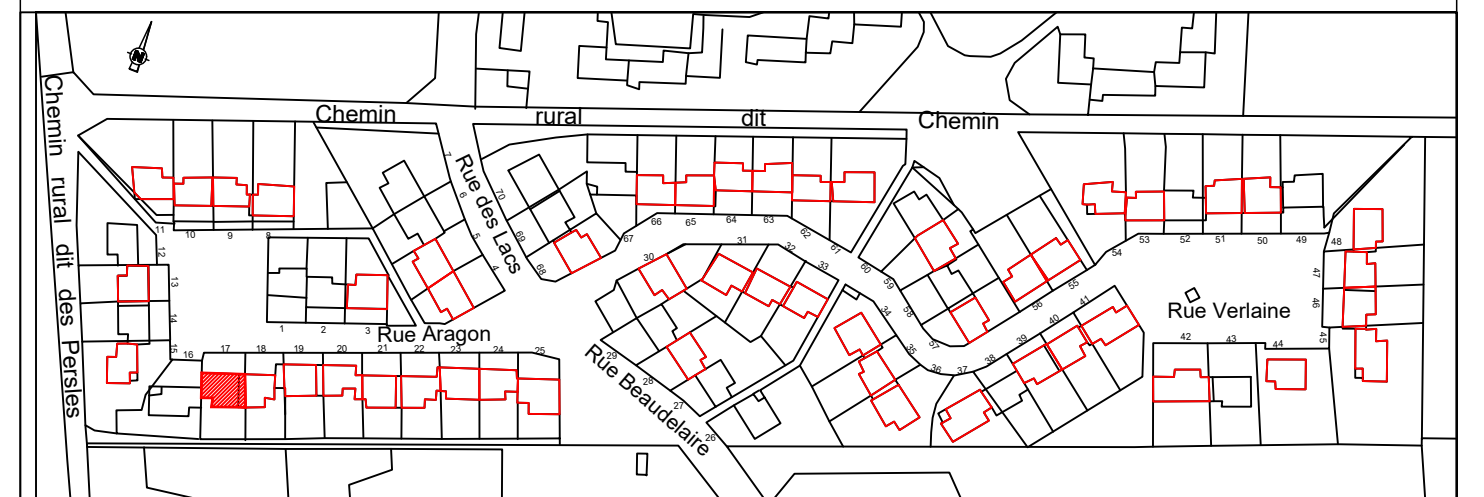 N
Chemin rural dit Chemin
Chemin rural dit des Persles
Rue des Lacs
Rue Aragon
Rue Beaudelaire
Rue Verlaine
11 10 9 8
12
13
14
15
16 17 18 19 20 21 22 23 24 25
1 2 3
7
6
5
4
70
69
68
67 66 65 64 63 62 61
60
59
58
57
56
55
54
53 52 51 50 49
48
47
46
45
42 43 44
30 31 32 33
34
35
36 37 38 39 40 41
29
28
27
26